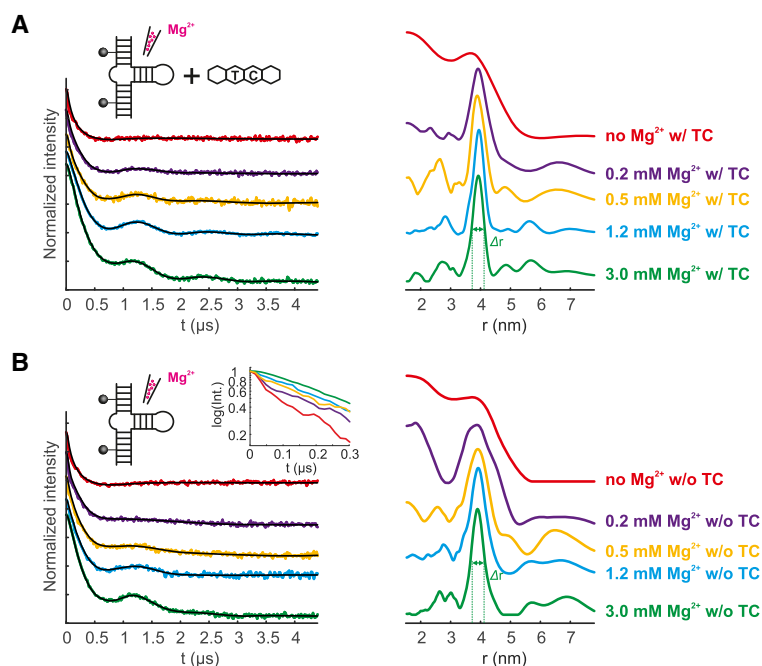 A
Mg²⁺
+
T C
Normalized intensity
0 0.5 1 1.5 2 2.5 3 3.5 4
t (µs)
no Mg²⁺ w/ TC
0.2 mM Mg²⁺ w/ TC
0.5 mM Mg²⁺ w/ TC
1.2 mM Mg²⁺ w/ TC
Δr
3.0 mM Mg²⁺ w/ TC
2 3 4 5 6 7
r (nm)
B
Mg²⁺
log(Int.)
1
0.8
0.6
0.4
0.2
0 0.1 0.2 0.3
t (µs)
Normalized intensity
0 0.5 1 1.5 2 2.5 3 3.5 4
t (µs)
no Mg²⁺ w/o TC
0.2 mM Mg²⁺ w/o TC
0.5 mM Mg²⁺ w/o TC
1.2 mM Mg²⁺ w/o TC
Δr
3.0 mM Mg²⁺ w/o TC
2 3 4 5 6 7
r (nm)